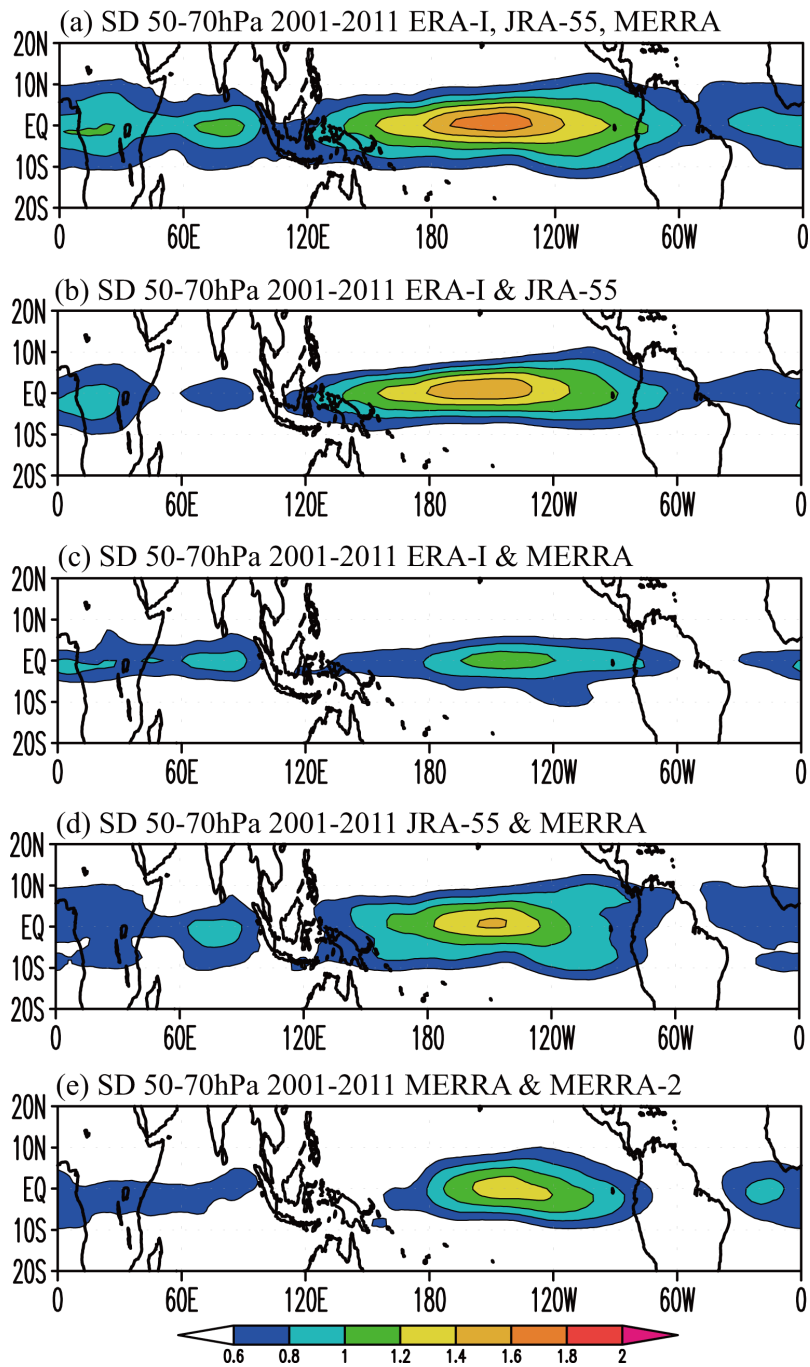 (a) SD 50-70hPa 2001-2011 ERA-I, JRA-55, MERRA
20N
10N
EQ
10S
20S
0 60E 120E 180 120W 60W 0
(b) SD 50-70hPa 2001-2011 ERA-I & JRA-55
20N
10N
EQ
10S
20S
0 60E 120E 180 120W 60W 0
(c) SD 50-70hPa 2001-2011 ERA-I & MERRA
20N
10N
EQ
10S
20S
0 60E 120E 180 120W 60W 0
(d) SD 50-70hPa 2001-2011 JRA-55 & MERRA
20N
10N
EQ
10S
20S
0 60E 120E 180 120W 60W 0
(e) SD 50-70hPa 2001-2011 MERRA & MERRA-2
20N
10N
EQ
10S
20S
0 60E 120E 180 120W 60W 0
0.6 0.8 1 1.2 1.4 1.6 1.8 2